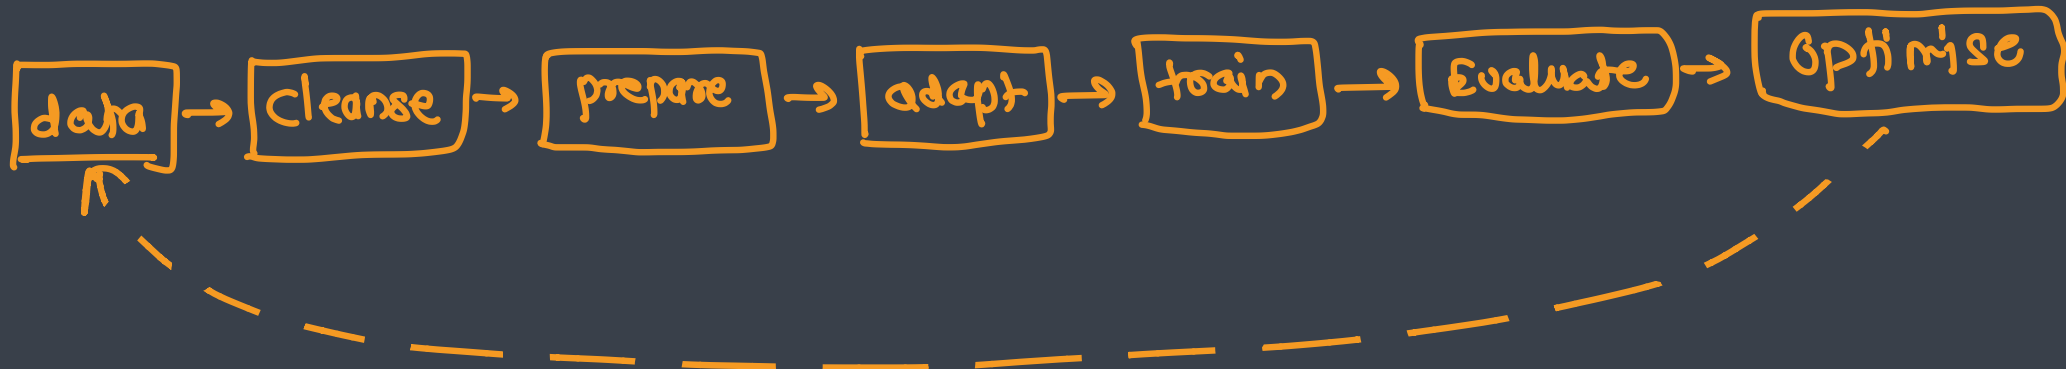 data
Cleanse
prepare
adapt
train
Evaluate
optimise